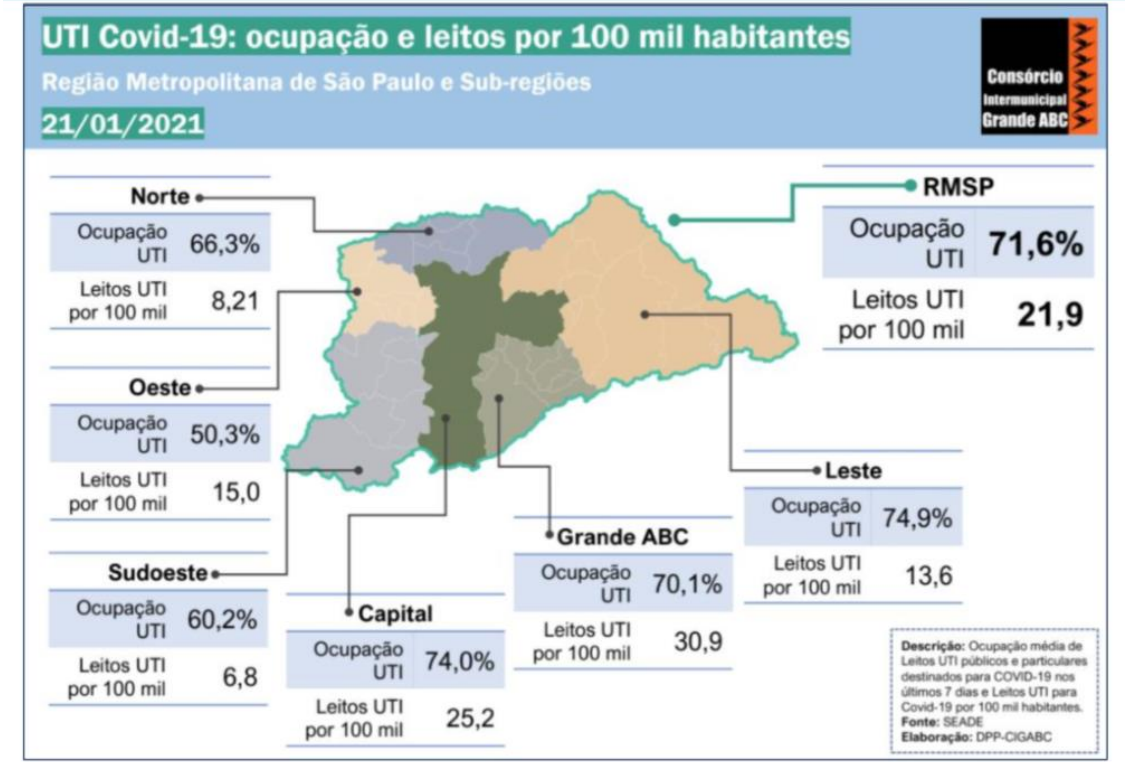 UTI Covid-19: ocupação e leitos por 100 mil habitantes
Região Metropolitana de São Paulo e Sub-regiões
21/01/2021
Consórcio
Intermunicipal
Grande ABC
Norte
Ocupação
UTI
66,3%
Leitos UTI
por 100 mil
8,21
RMSP
Ocupação
UTI
71,6%
Leitos UTI
por 100 mil
21,9
Oeste
Ocupação
UTI
50,3%
Leitos UTI
por 100 mil
15,0
Leste
Ocupação
UTI
74,9%
Leitos UTI
por 100 mil
13,6
Grande ABC
Ocupação
UTI
70,1%
Leitos UTI
por 100 mil
30,9
Sudoeste
Ocupação
UTI
60,2%
Leitos UTI
por 100 mil
6,8
Capital
Ocupação
UTI
74,0%
Leitos UTI
por 100 mil
25,2
Descrição: Ocupação média de
Leitos UTI públicos e particulares
destinados para COVID-19 nos
últimos 7 dias e Leitos UTI para
Covid-19 por 100 mil habitantes.
Fonte: SEADE
Elaboração: DPP-CIGABC